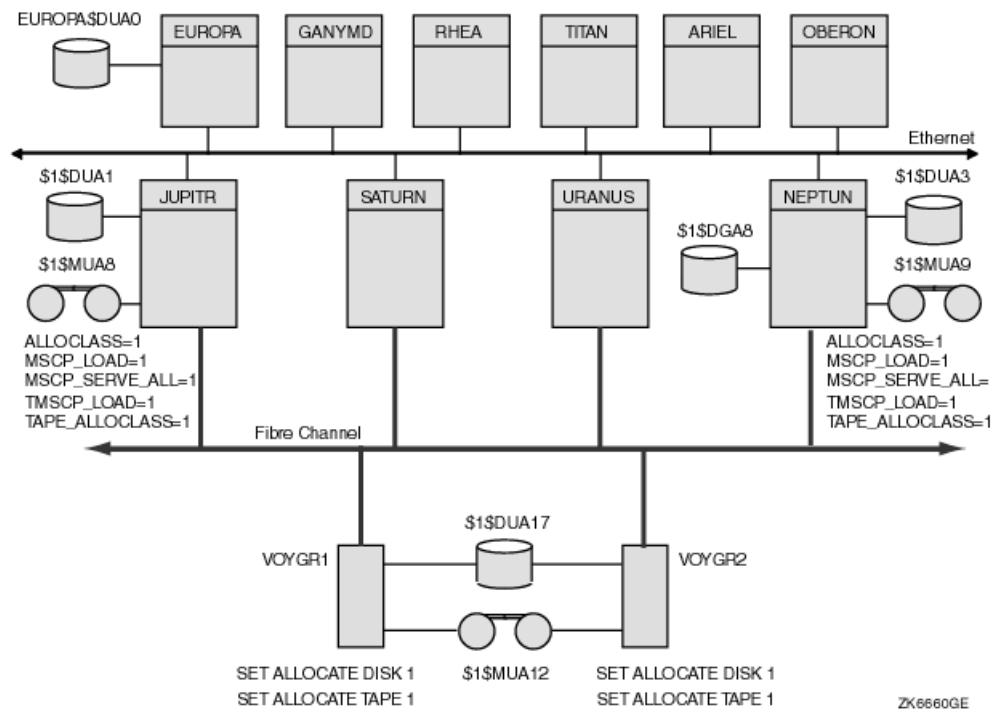 EUROPA$DUA0
EUROPA
GANYMD
RHEA
TITAN
ARIEL
OBERON
Ethernet
$1$DUA1
JUPITR
SATURN
URANUS
NEPTUN
$1$DUA3
$1$DGA8
$1$MUA8
$1$MUA9
ALLOCLASS=1
MSCP_LOAD=1
MSCP_SERVE_ALL=1
TMSCP_LOAD=1
TAPE_ALLOCLASS=1
ALLOCLASS=1
MSCP_LOAD=1
MSCP_SERVE_ALL=
TMSCP_LOAD=1
TAPE_ALLOCLASS=1
Fibre Channel
$1$DUA17
VOYGR1
VOYGR2
$1$MUA12
SET ALLOCATE DISK 1
SET ALLOCATE TAPE 1
SET ALLOCATE DISK 1
SET ALLOCATE TAPE 1
ZK6660GE